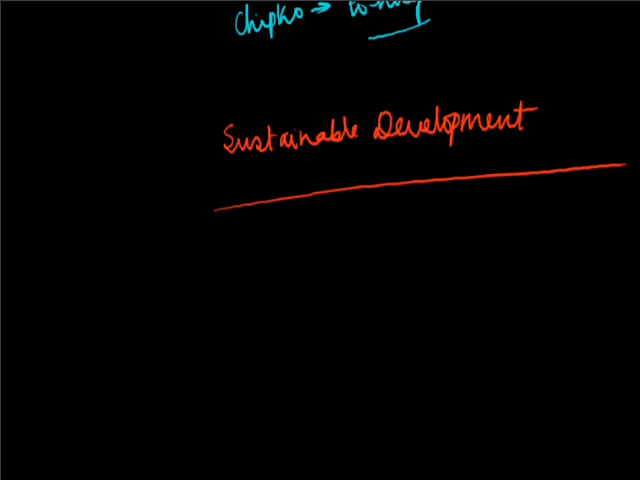 Chipko →
Sustainable Development